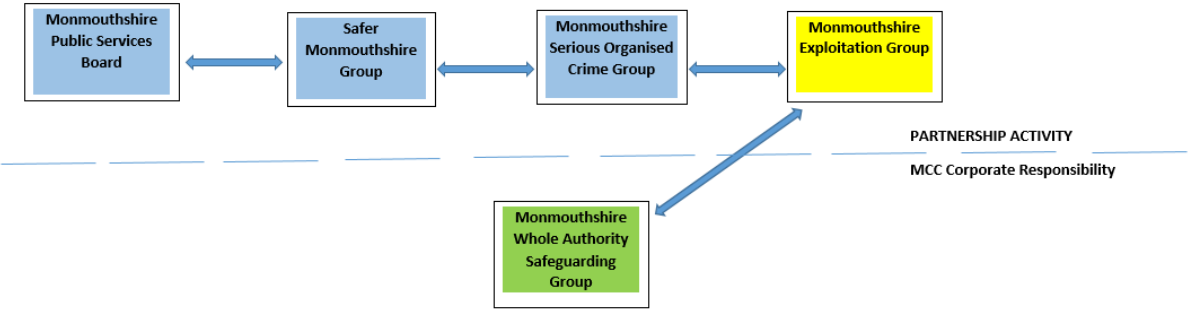 Monmouthshire
Public Services
Board
Safer
Monmouthshire
Group
Monmouthshire
Serious Organised
Crime Group
Monmouthshire
Exploitation Group
PARTNERSHIP ACTIVITY
MCC Corporate Responsibility
Monmouthshire
Whole Authority
Safeguarding
Group